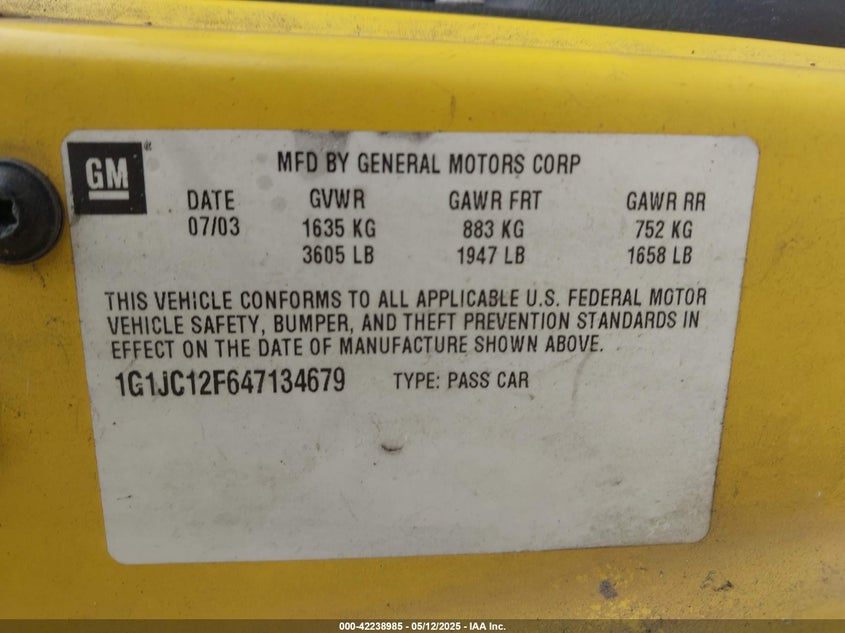 GM
MFD BY GENERAL MOTORS CORP
DATE GVWR GAWR FRT GAWR RR
07/03 1635 KG 883 KG 752 KG
3605 LB 1947 LB 1658 LB
THIS VEHICLE CONFORMS TO ALL APPLICABLE U.S. FEDERAL MOTOR
VEHICLE SAFETY, BUMPER, AND THEFT PREVENTION STANDARDS IN
EFFECT ON THE DATE OF MANUFACTURE SHOWN ABOVE.
1G1JC12F647134679 TYPE: PASS CAR
000-42238985 - 05/12/2025 - IAA Inc.